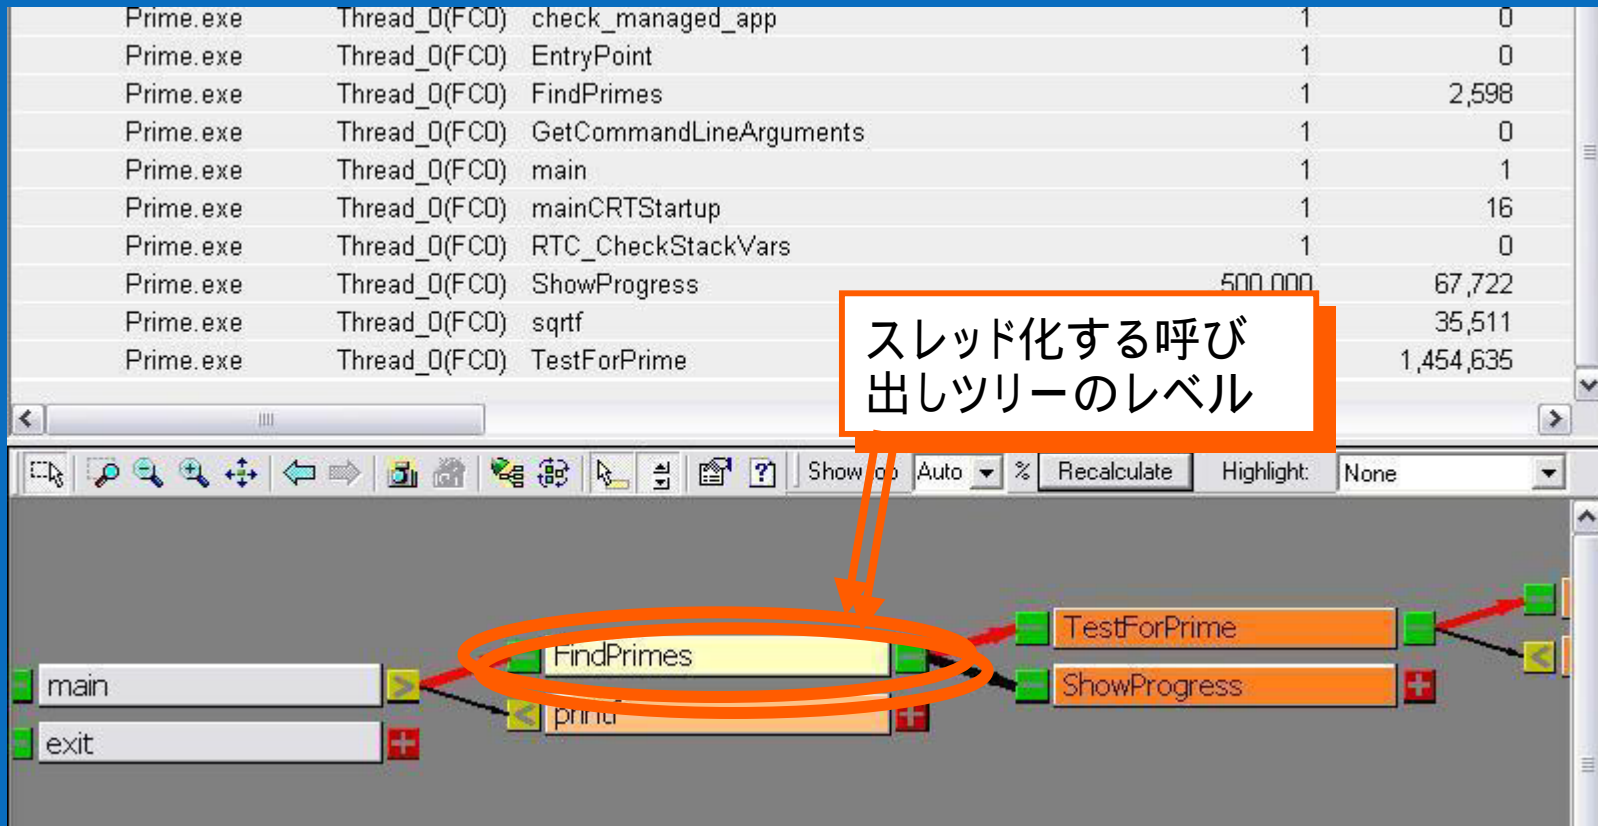 Prime.exe Thread_0(FC0) check_managed_app 1 0
Prime.exe Thread_0(FC0) EntryPoint 1 0
Prime.exe Thread_0(FC0) FindPrimes 1 2,598
Prime.exe Thread_0(FC0) GetCommandLineArguments 1 0
Prime.exe Thread_0(FC0) main 1 1
Prime.exe Thread_0(FC0) mainCRTStartup 1 16
Prime.exe Thread_0(FC0) RTC_CheckStackVars 1 0
Prime.exe Thread_0(FC0) ShowProgress 500,000 67,722
Prime.exe Thread_0(FC0) sqrtf 35,511
Prime.exe Thread_0(FC0) TestForPrime 1,454,635
スレッド化する呼び
出しツリーのレベル
Show Top Auto % Recalculate Highlight: None
TestForPrime
FindPrimes
main
ShowProgress
printf
exit